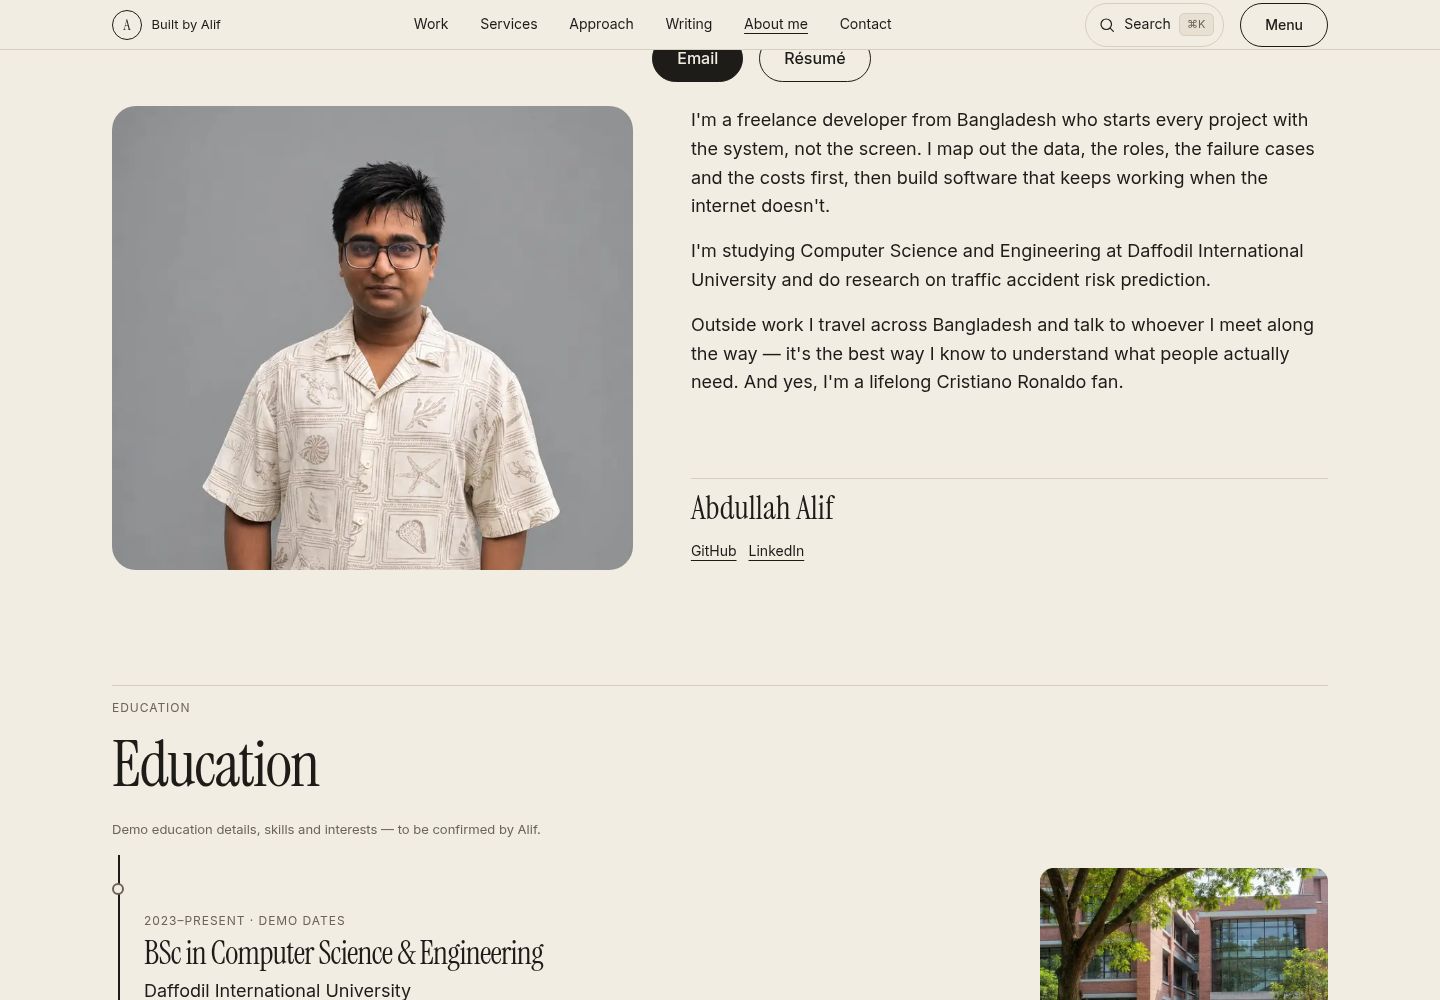 A Built by Alif
Work Services Approach Writing About me Contact
Search ⌘K Menu
Email Résumé
I'm a freelance developer from Bangladesh who starts every project with
the system, not the screen. I map out the data, the roles, the failure cases
and the costs first, then build software that keeps working when the
internet doesn't.
I'm studying Computer Science and Engineering at Daffodil International
University and do research on traffic accident risk prediction.
Outside work I travel across Bangladesh and talk to whoever I meet along
the way — it's the best way I know to understand what people actually
need. And yes, I'm a lifelong Cristiano Ronaldo fan.
Abdullah Alif
GitHub LinkedIn
EDUCATION
Education
Demo education details, skills and interests — to be confirmed by Alif.
2023–PRESENT · DEMO DATES
BSc in Computer Science & Engineering
Daffodil International University